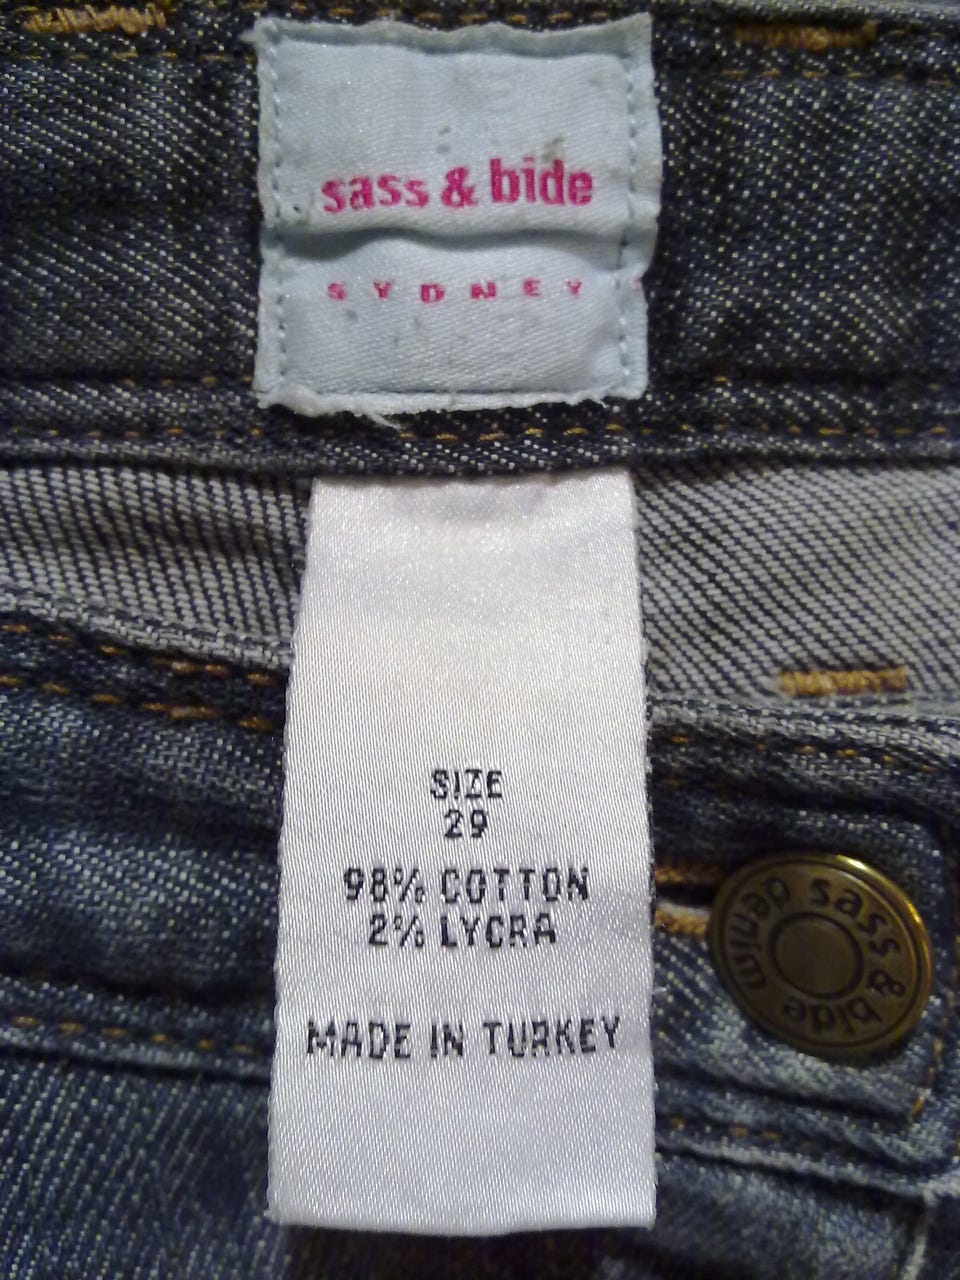 sass & bide
SYDNEY
SIZE
29
98% COTTON
2% LYCRA
MADE IN TURKEY
sass & bide denim